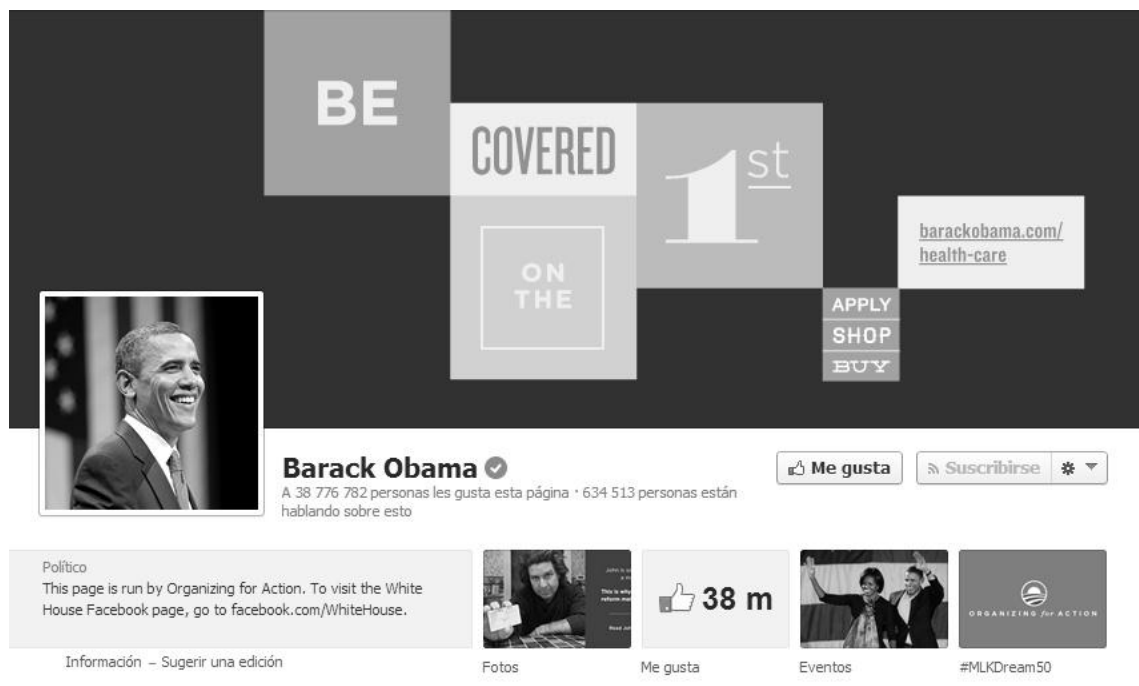 BE
COVERED
ON
THE
1st
APPLY
SHOP
BUY
barackobama.com/
health-care
Barack Obama
A 38 776 782 personas les gusta esta página · 634 513 personas están
hablando sobre esto
Me gusta
Suscribirse
Político
This page is run by Organizing for Action. To visit the White
House Facebook page, go to facebook.com/WhiteHouse.
Información – Sugerir una edición
This is why
Fotos
38 m
Me gusta
Eventos
ORGANIZING for ACTION
#MLKDream50